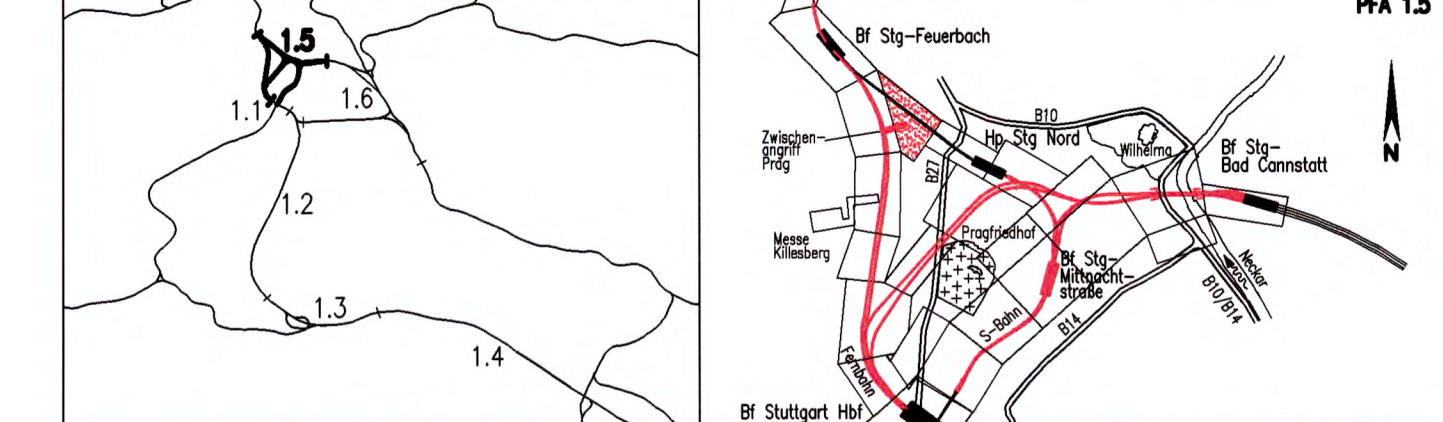 1.5
1.1
1.6
1.2
1.3
1.4
PFA 1.5
Bf Stg-Feuerbach
B10
Hp Stg Nord
Wilhelma
Bf Stg-
Bad Cannstatt
N
Zwischen-
angriff
Prag
B27
Messe
Killesberg
Pragfriedhof
Bf Stg-
Mittnacht-
straße
Neckar
B10/B14
S-Bahn
B14
Fernbahn
Bf Stuttgart Hbf